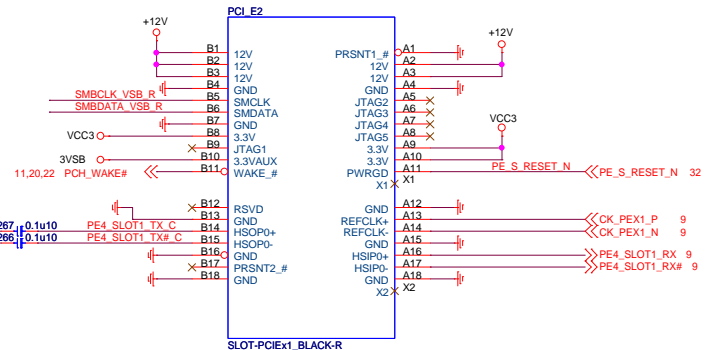 PCI_E2
+12V
+12V
B1 12V PRSNT1_# A1
B2 12V 12V A2
B3 12V 12V A3
B4 GND GND A4
SMBCLK_VSB_R B5 SMCLK JTAG2 A5
SMBDATA_VSB_R B6 SMDATA JTAG3 A6
B7 GND JTAG4 A7
VCC3 B8 3.3V JTAG5 A8
VCC3
B9 JTAG1 3.3V A9
3VSB B10 3.3VAUX 3.3V A10
11,20,22 PCH_WAKE# B11 WAKE_# PWRGD A11 PE_S_RESET_N PE_S_RESET_N 32
X1 X1
B12 RSVD GND A12
B13 GND REFCLK+ A13 CK_PEX1_P 9
267 0.1u10 PE4_SLOT1_TX_C B14 HSOP0+ REFCLK- A14 CK_PEX1_N 9
266 0.1u10 PE4_SLOT1_TX#_C B15 HSOP0- GND A15
B16 GND HSIP0+ A16 PE4_SLOT1_RX 9
B17 PRSNT2_# HSIP0- A17 PE4_SLOT1_RX# 9
B18 GND GND A18
X2 X2
SLOT-PCIEx1_BLACK-R